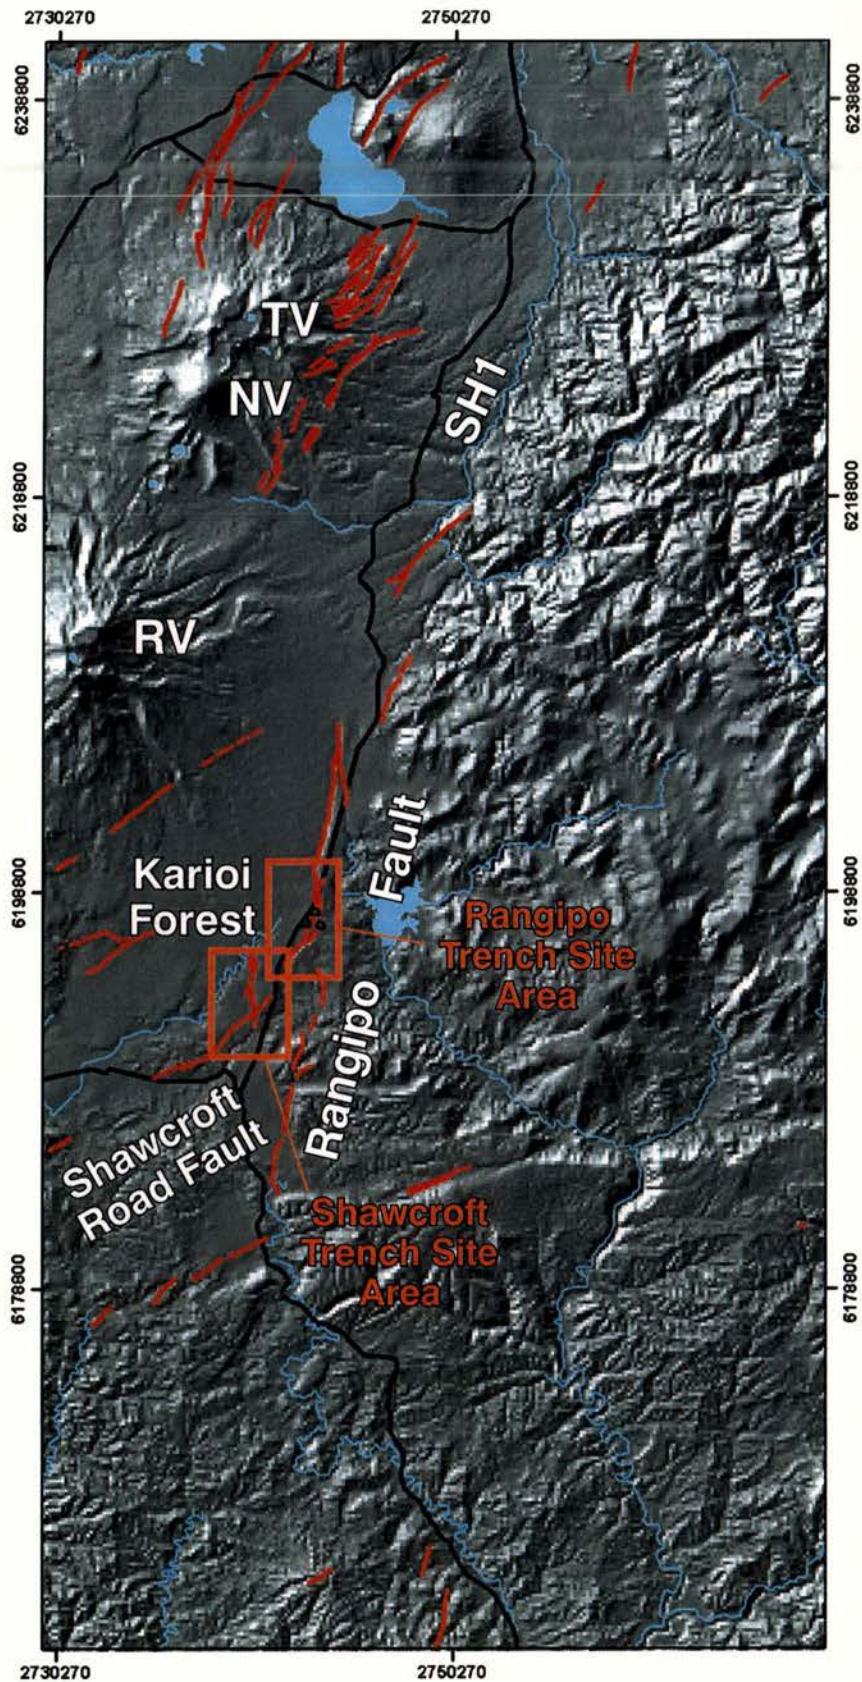 2730270
2750270
6238800
6238800
TV
NV
SH1
6218800
6218800
RV
Karioi
Forest
Fault
6198800
6198800
Rangipo
Trench Site
Area
Rangipo
Shawcroft
Road Fault
Shawcroft
Trench Site
Area
6178800
6178800
2730270
2750270